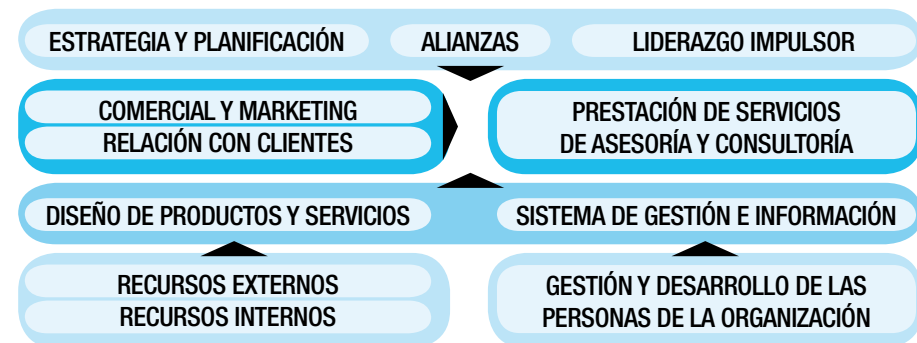 ESTRATEGIA Y PLANIFICACIÓN
ALIANZAS
LIDERAZGO IMPULSOR
COMERCIAL Y MARKETING
RELACIÓN CON CLIENTES
PRESTACIÓN DE SERVICIOS
DE ASESORÍA Y CONSULTORÍA
DISEÑO DE PRODUCTOS Y SERVICIOS
SISTEMA DE GESTIÓN E INFORMACIÓN
RECURSOS EXTERNOS
RECURSOS INTERNOS
GESTIÓN Y DESARROLLO DE LAS
PERSONAS DE LA ORGANIZACIÓN